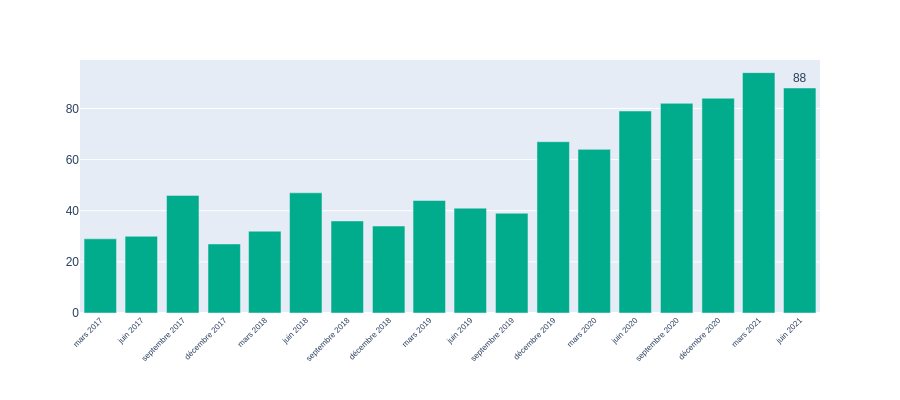 88
80
60
40
20
0
mars 2017
juin 2017
septembre 2017
décembre 2017
mars 2018
juin 2018
septembre 2018
décembre 2018
mars 2019
juin 2019
septembre 2019
décembre 2019
mars 2020
juin 2020
septembre 2020
décembre 2020
mars 2021
juin 2021